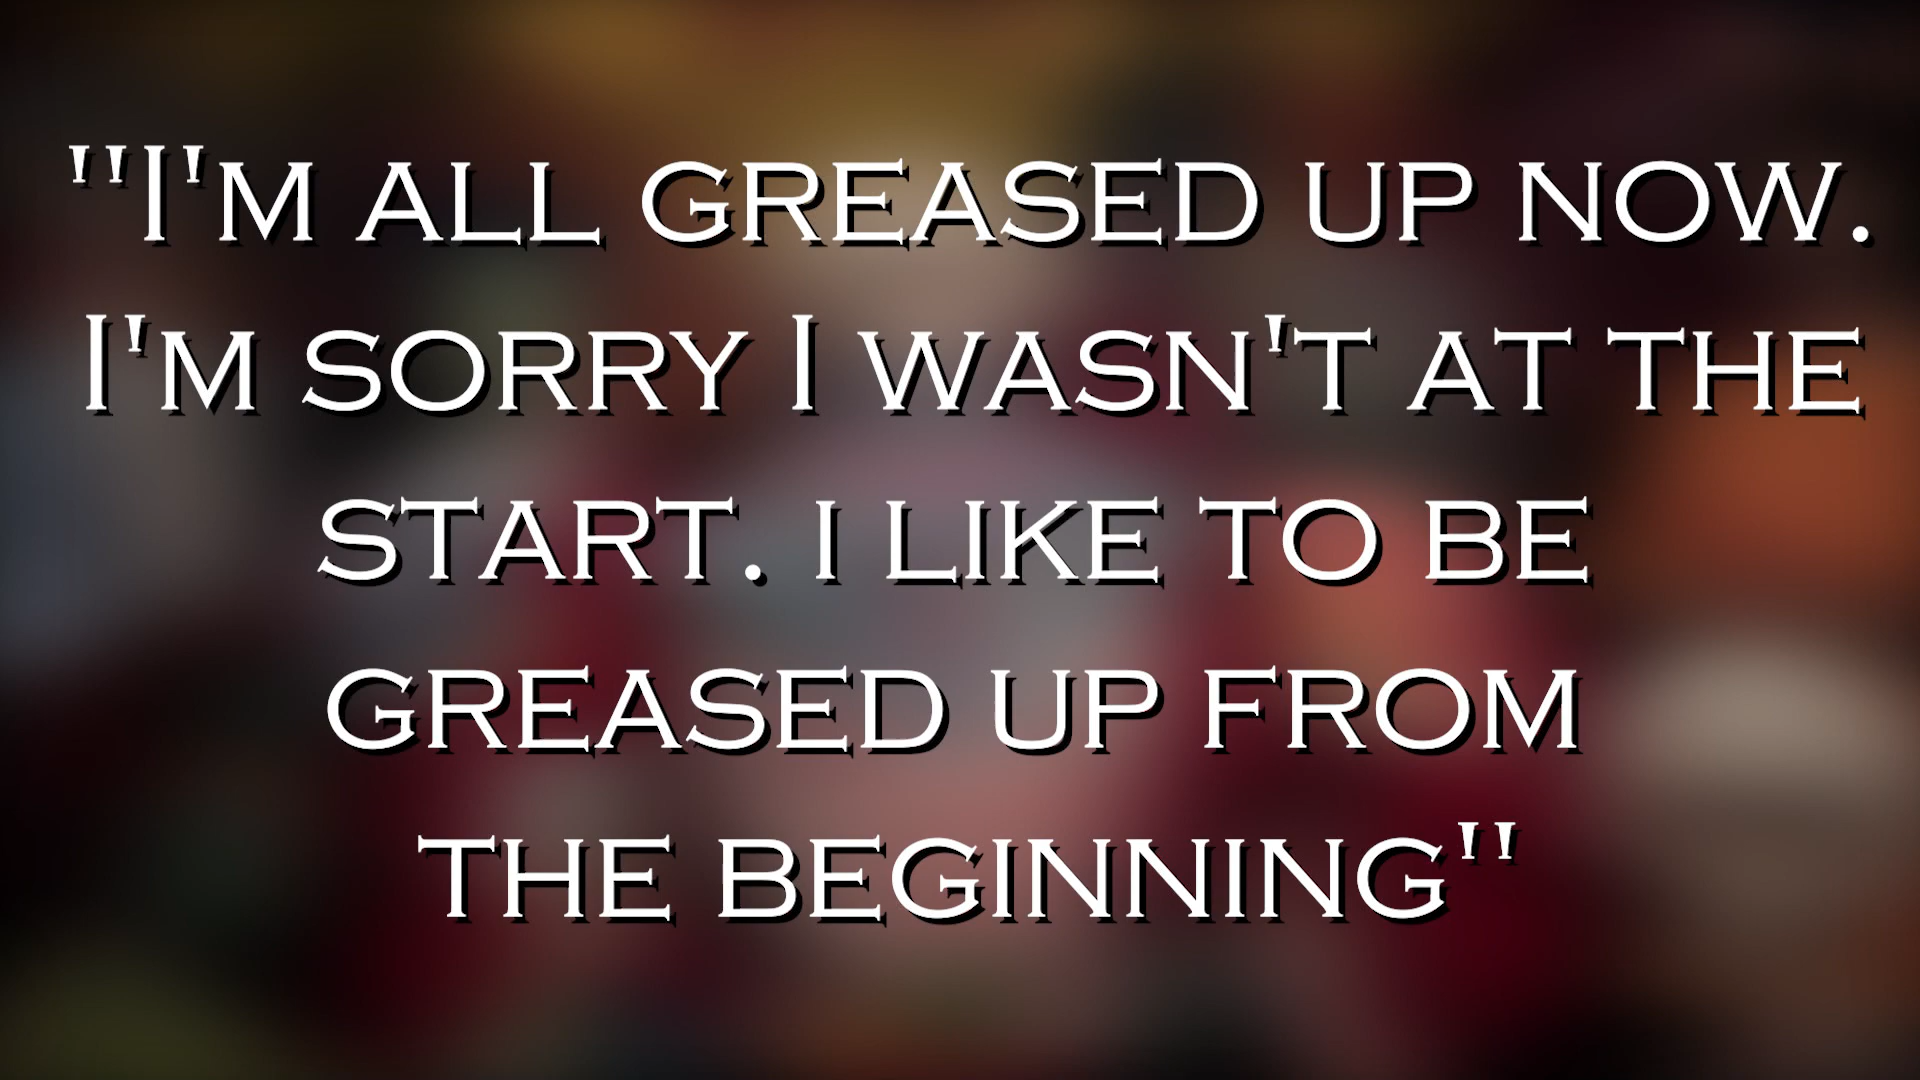 "I'm all greased up now.
I'm sorry I wasn't at the
start. i like to be
greased up from
the beginning"